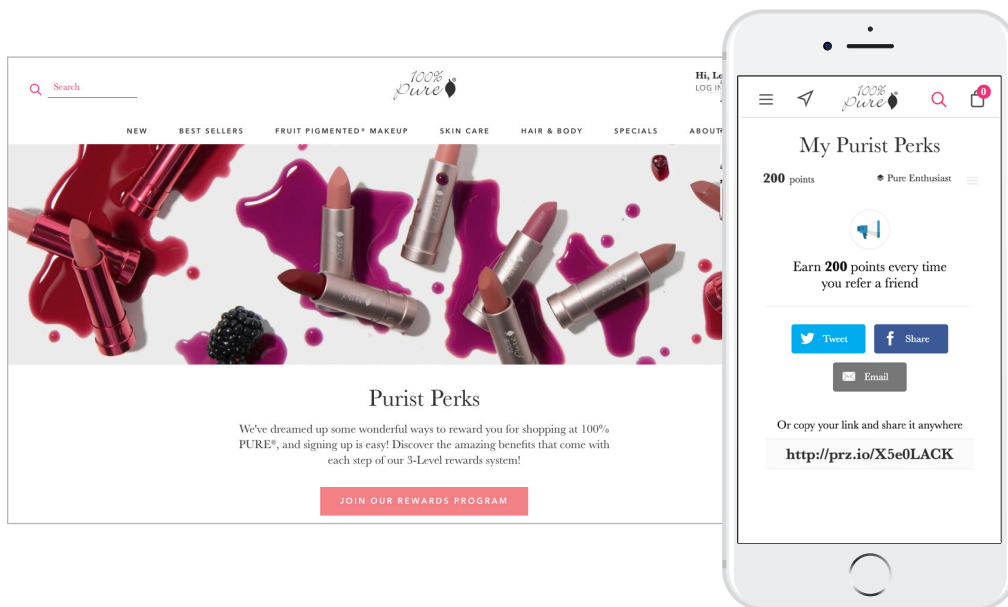 Search
100%
Pure
Hi, Le
LOG IN
NEW BEST SELLERS FRUIT PIGMENTED® MAKEUP SKIN CARE HAIR & BODY SPECIALS ABOUT
Purist Perks
We've dreamed up some wonderful ways to reward you for shopping at 100%
PURE®, and signing up is easy! Discover the amazing benefits that come with
each step of our 3-Level rewards system!
JOIN OUR REWARDS PROGRAM
100%
Pure
0
My Purist Perks
200 points Pure Enthusiast
Earn 200 points every time
you refer a friend
Tweet
Share
Email
Or copy your link and share it anywhere
http://prz.io/X5e0LACK